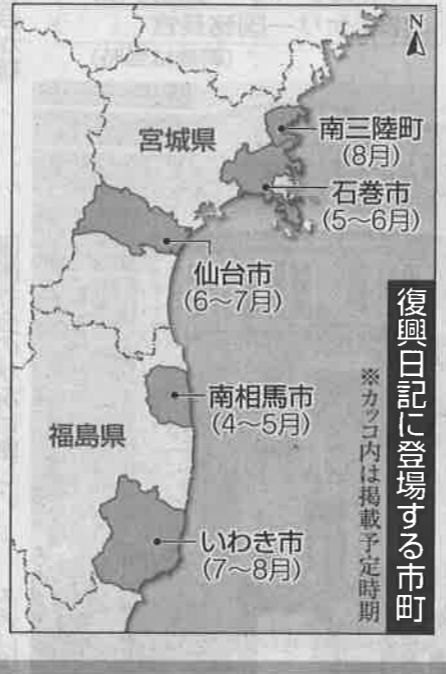 復興日記に登場する市町
※カッコ内は掲載予定時期
N
宮城県
南三陸町
(8月)
石巻市
(5〜6月)
仙台市
(6〜7月)
南相馬市
(4〜5月)
福島県
いわき市
(7〜8月)